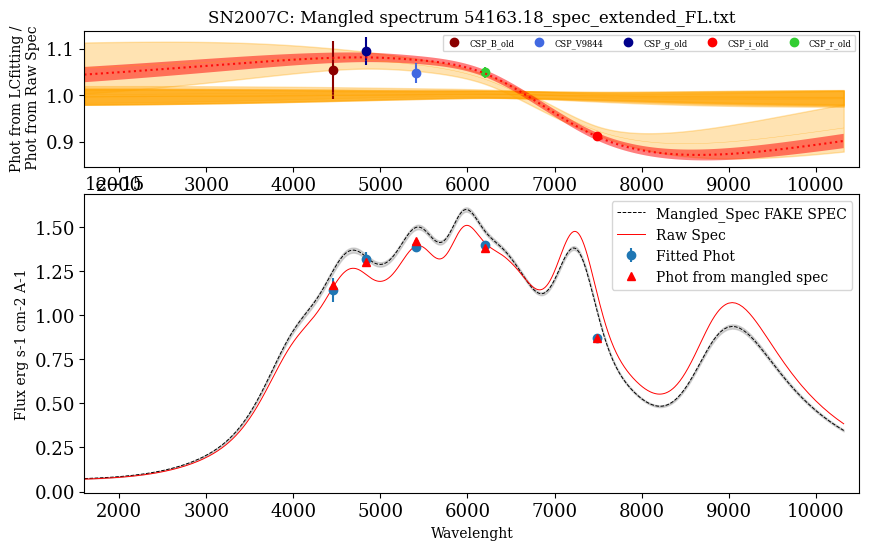 SN2007C: Mangled spectrum 54163.18_spec_extended_FL.txt
Phot from LCfitting /
Phot from Raw Spec
1.1
1.0
0.9
CSP_B_old CSP_V9844 CSP_g_old CSP_i_old CSP_r_old
2000 3000 4000 5000 6000 7000 8000 9000 10000
1e−15
Flux erg s-1 cm-2 A-1
1.50
1.25
1.00
0.75
0.50
0.25
0.00
Mangled_Spec FAKE SPEC
Raw Spec
Fitted Phot
Phot from mangled spec
2000 3000 4000 5000 6000 7000 8000 9000 10000
Wavelenght